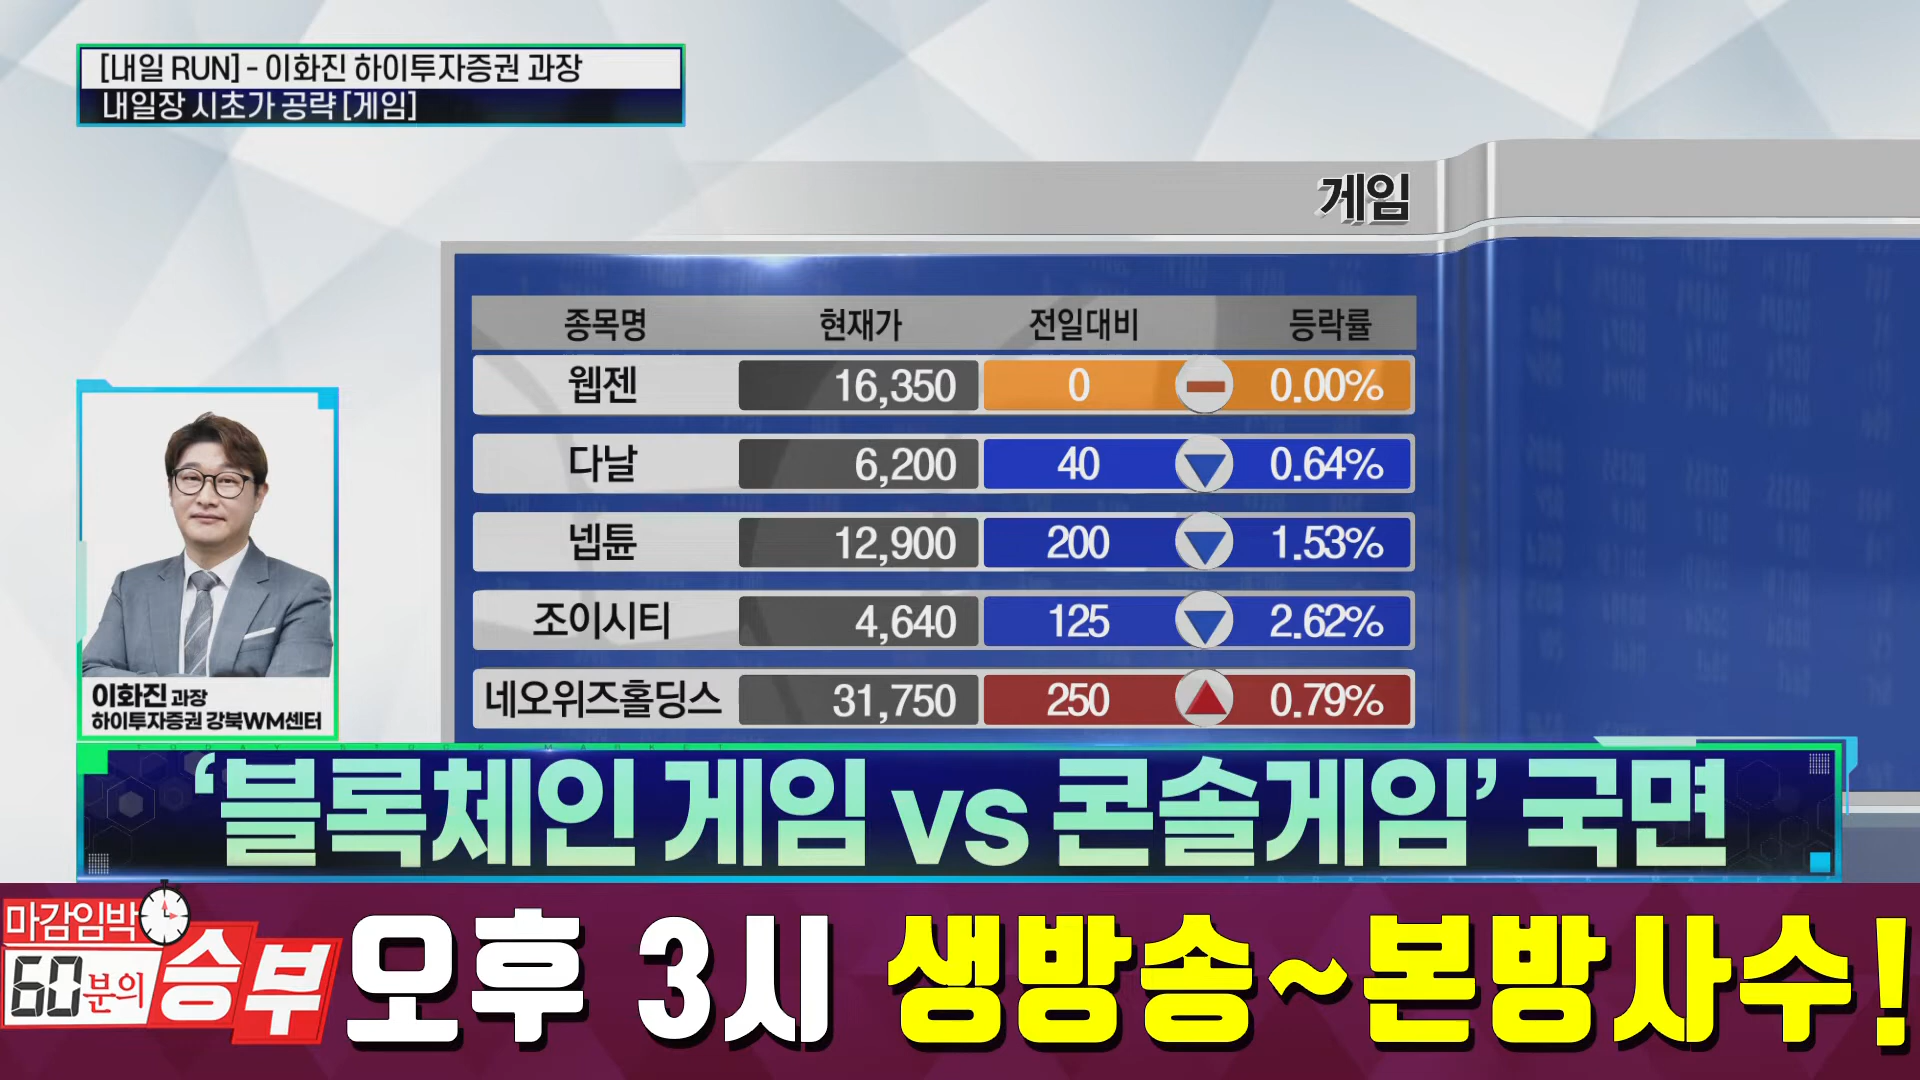 [내일 RUN] - 이화진 하이투자증권 과장
내일장 시초가 공략 [게임]
게임
종목명 현재가 전일대비 등락률
웹젠 16,350 0 0.00%
다날 6,200 40 ▼ 0.64%
넵튠 12,900 200 ▼ 1.53%
조이시티 4,640 125 ▼ 2.62%
네오위즈홀딩스 31,750 250 ▲ 0.79%
이화진 과장
하이투자증권 강북WM센터
TODAY STOCK MARKET
‘블록체인 게임 vs 콘솔게임’ 국면
마감임박
60분의 승부
오후 3시 생방송~본방사수!